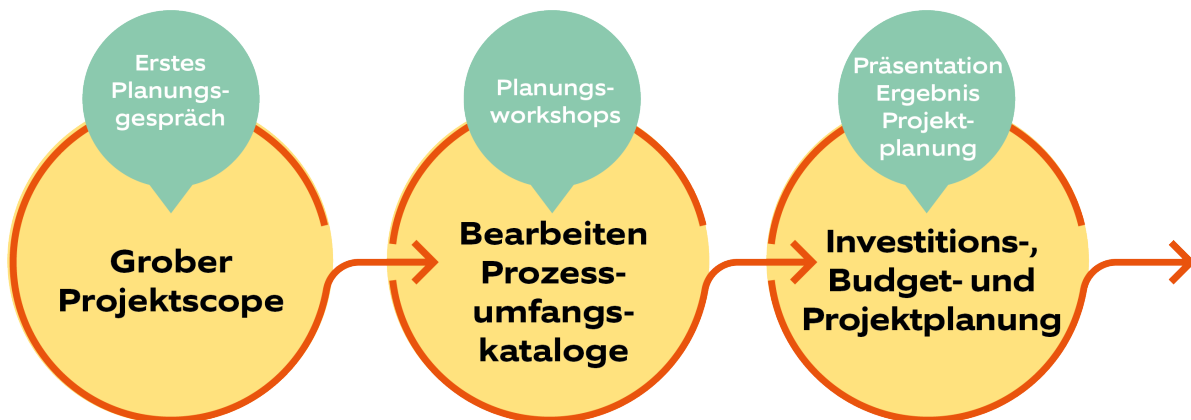 Erstes
Planungs-
gespräch
Grober
Projektscope
Planungs-
workshops
Bearbeiten
Prozess-
umfangs-
kataloge
Präsentation
Ergebnis
Projekt-
planung
Investitions-,
Budget- und
Projektplanung